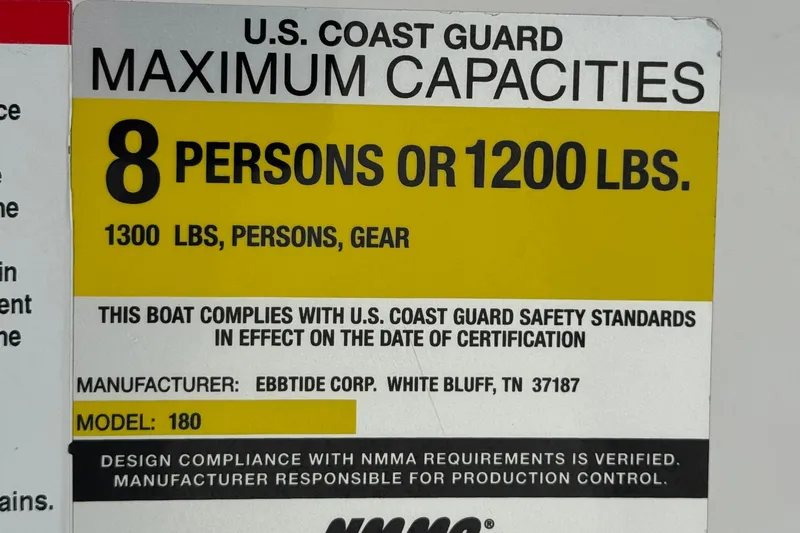 U.S. COAST GUARD
MAXIMUM CAPACITIES
8 PERSONS OR 1200 LBS.
1300 LBS, PERSONS, GEAR
THIS BOAT COMPLIES WITH U.S. COAST GUARD SAFETY STANDARDS
IN EFFECT ON THE DATE OF CERTIFICATION
MANUFACTURER: EBBTIDE CORP. WHITE BLUFF, TN 37187
MODEL: 180
DESIGN COMPLIANCE WITH NMMA REQUIREMENTS IS VERIFIED.
MANUFACTURER RESPONSIBLE FOR PRODUCTION CONTROL.
NMMA®